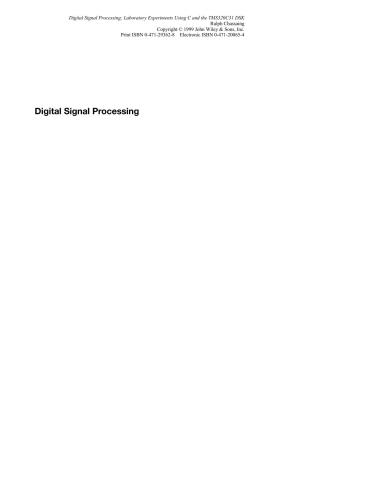 Digital Signal Processing: Laboratory Experiments Using C and the TMS320C31 DSK
Ralph Chassaing
Copyright © 1999 John Wiley & Sons, Inc.
Print ISBN 0-471-29362-8 Electronic ISBN 0-471-20065-4
Digital Signal Processing